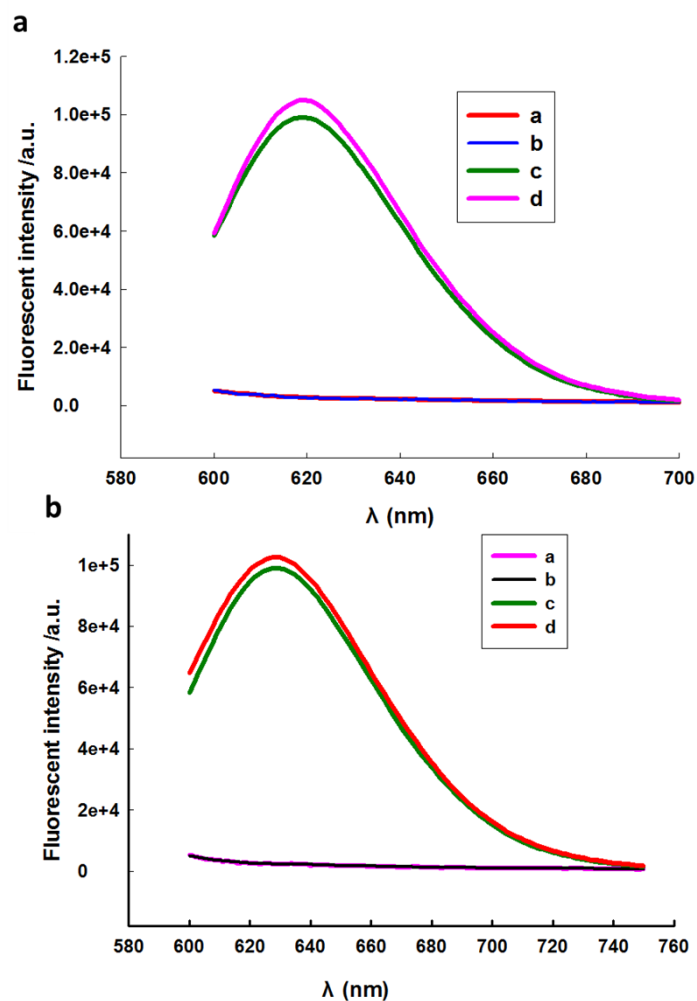 a
Fluorescent intensity /a.u.
1.2e+5
1.0e+5
8.0e+4
6.0e+4
4.0e+4
2.0e+4
0.0
a
b
c
d
580 600 620 640 660 680 700
λ (nm)
b
Fluorescent intensity /a.u.
1e+5
8e+4
6e+4
4e+4
2e+4
0
a
b
c
d
580 600 620 640 660 680 700 720 740 760
λ (nm)